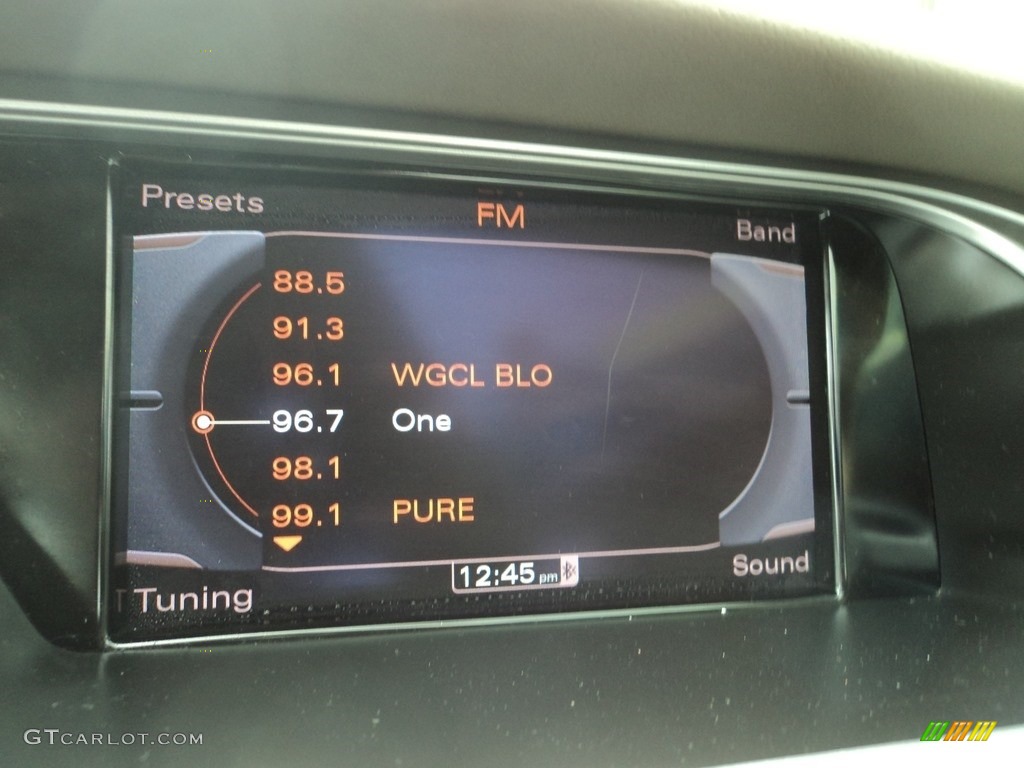 Presets
FM
Band
88.5
91.3
96.1 WGCL BLO
96.7 One
98.1
99.1 PURE
Tuning
12:45 pm
Sound
GTCARLOT.COM